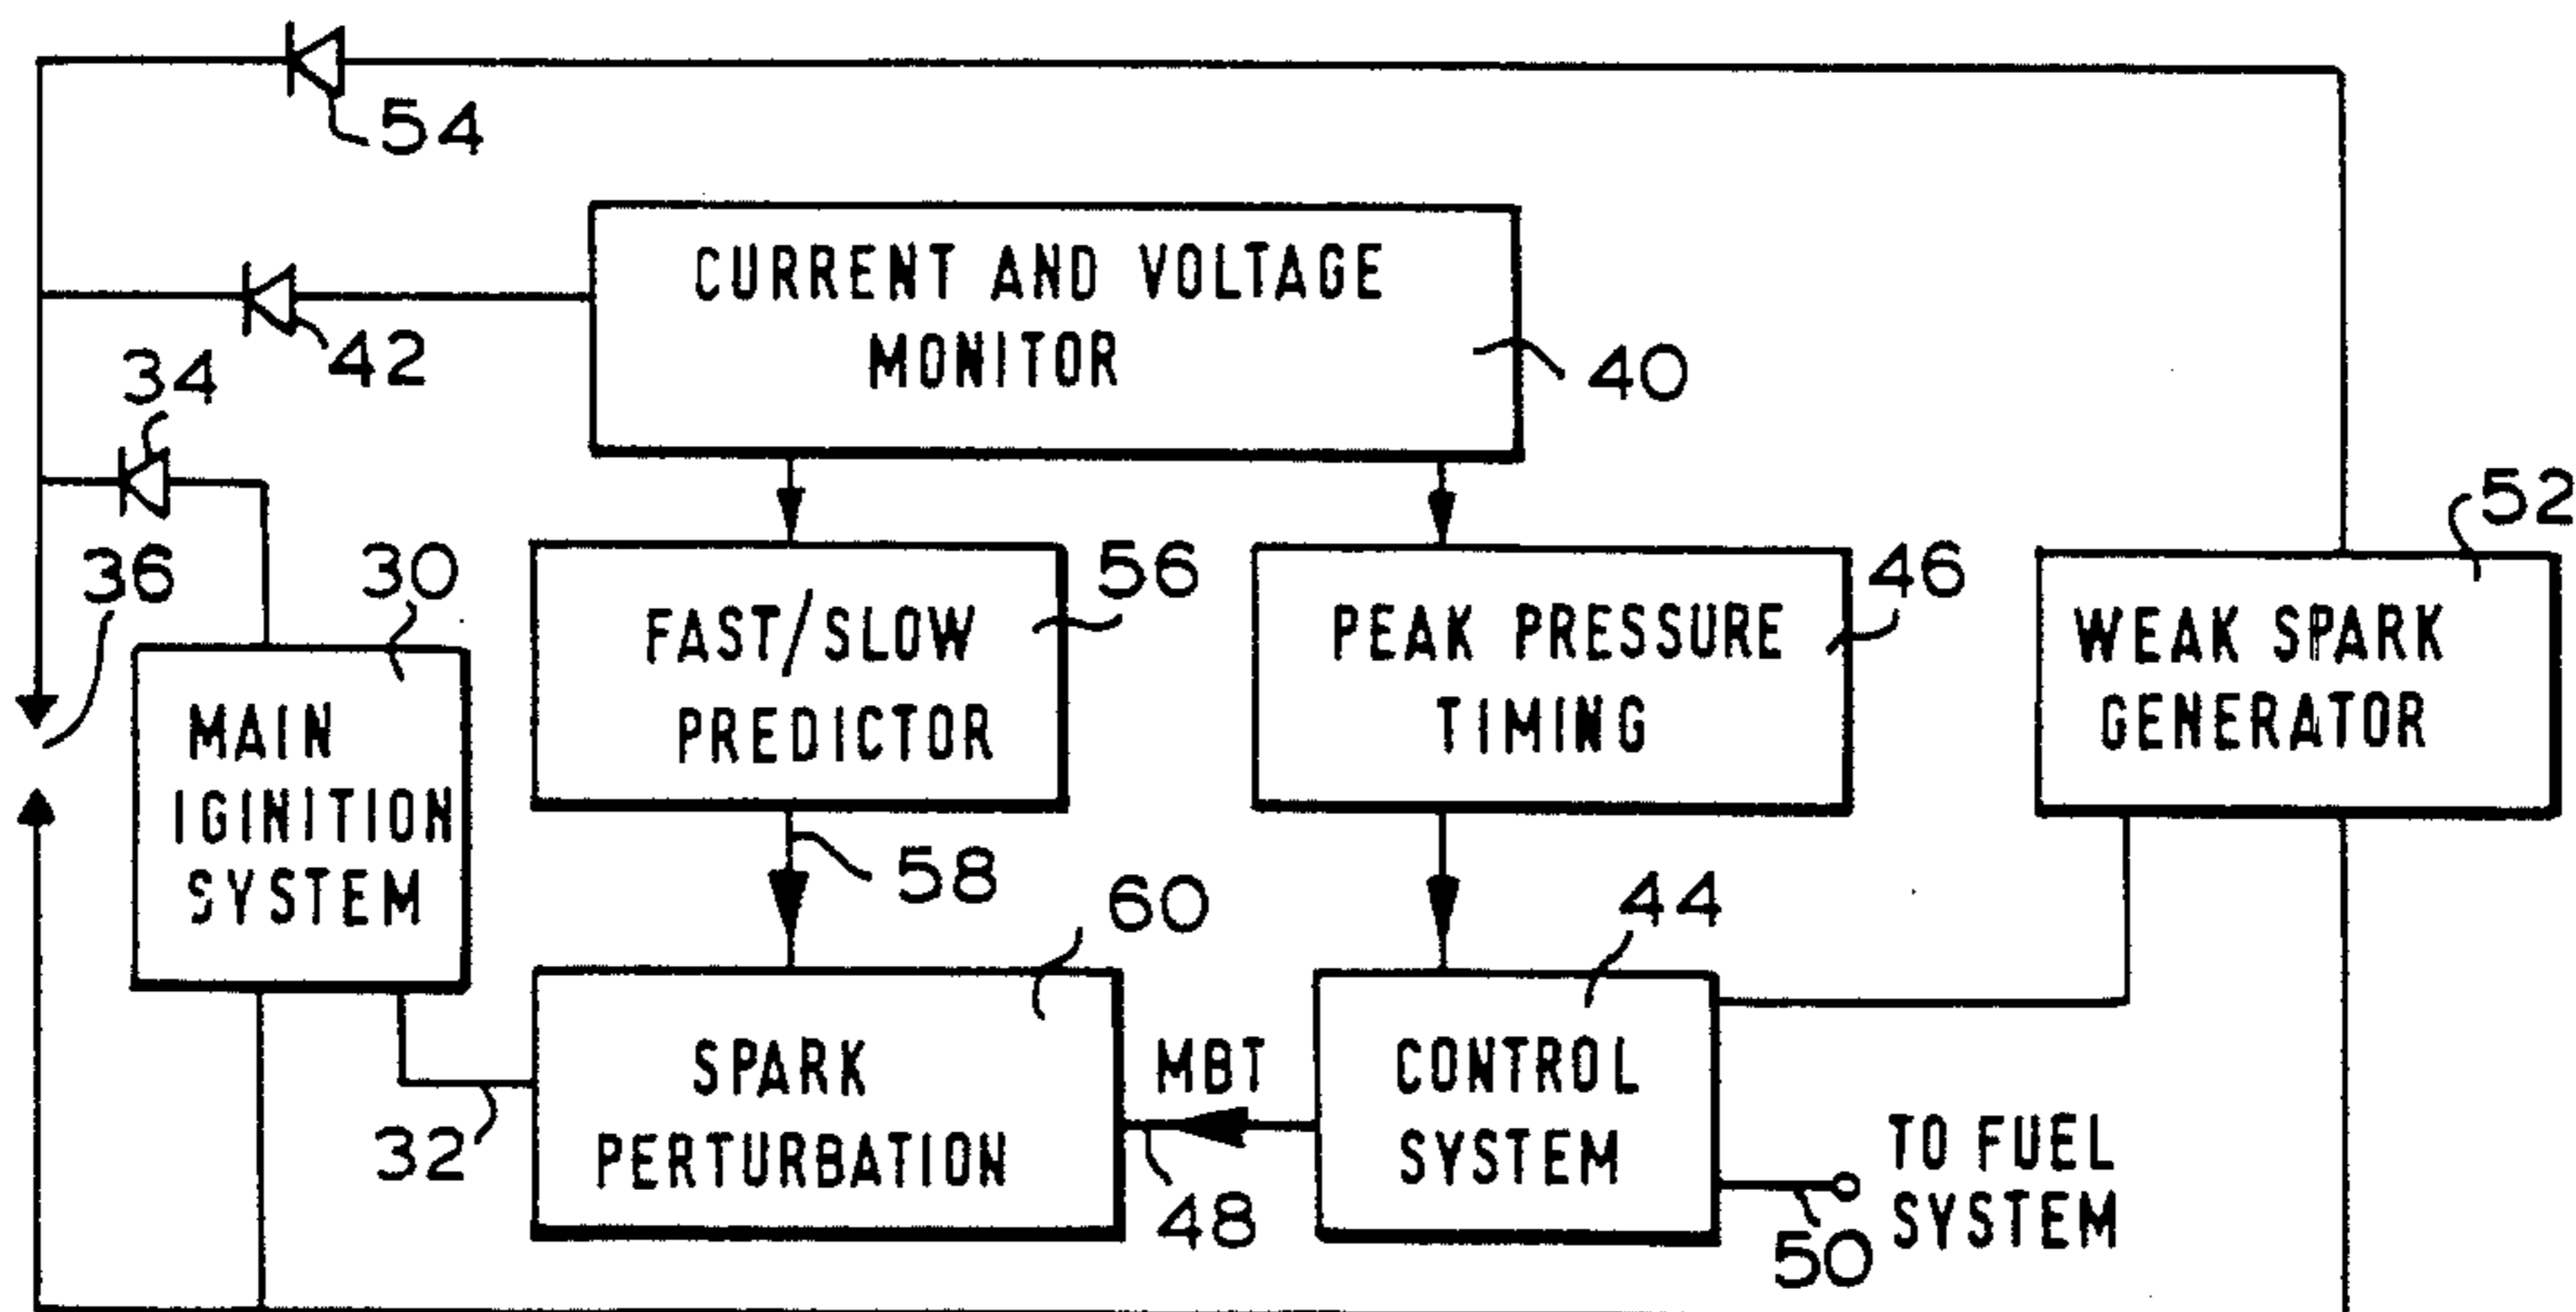 54
CURRENT AND VOLTAGE
MONITOR
40
42
34
36
30
MAIN
IGINITION
SYSTEM
FAST/SLOW
PREDICTOR
56
PEAK PRESSURE
TIMING
46
52
WEAK SPARK
GENERATOR
58
60
44
SPARK
PERTURBATION
32
MBT
48
CONTROL
SYSTEM
50
TO FUEL
SYSTEM